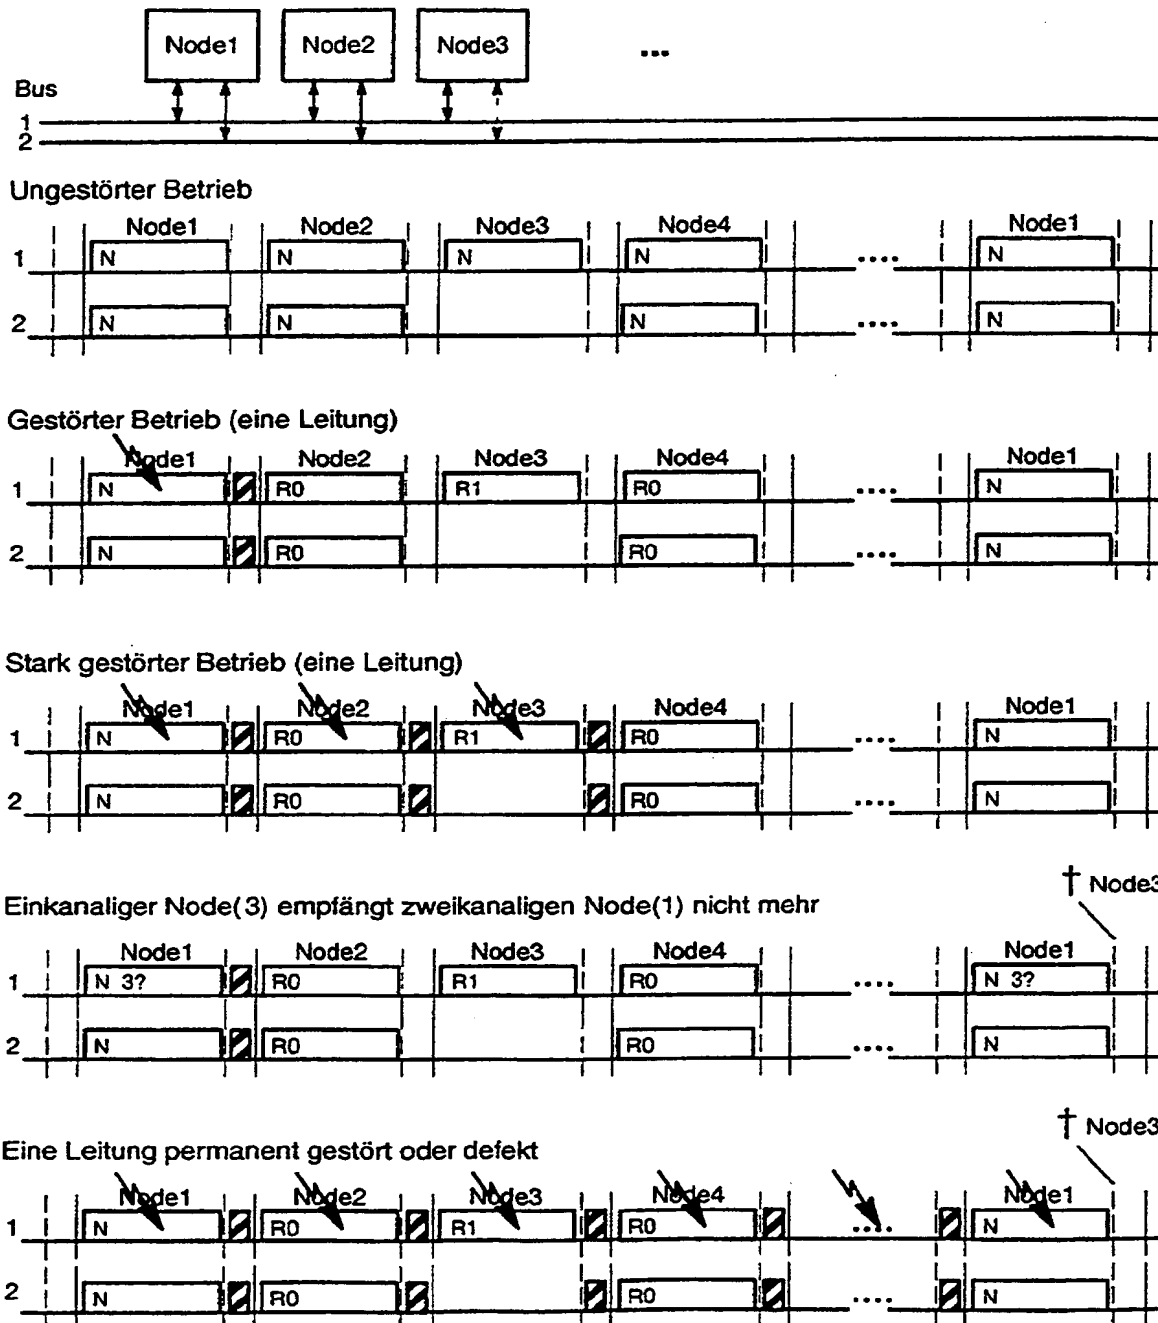 Node1 Node2 Node3 ...
Bus
1
2
Ungestörter Betrieb
Node1 Node2 Node3 Node4 Node1
1 N N N N .... N
2 N N N .... N
Gestörter Betrieb (eine Leitung)
Node1 Node2 Node3 Node4 Node1
1 N R0 R1 R0 .... N
2 N R0 R0 .... N
Stark gestörter Betrieb (eine Leitung)
Node1 Node2 Node3 Node4 Node1
1 N R0 R1 R0 .... N
2 N R0 R0 .... N
† Node3
Einkanaliger Node(3) empfängt zweikanaligen Node(1) nicht mehr
Node1 Node2 Node3 Node4 Node1
1 N 3? R0 R1 R0 .... N 3?
2 N R0 R0 .... N
† Node3
Eine Leitung permanent gestört oder defekt
Node1 Node2 Node3 Node4 Node1
1 N R0 R1 R0 .... N
2 N R0 R0 .... N